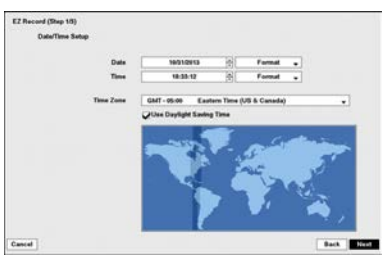 EZ Record (Step 1/3)
Date/Time Setup
Date 10/31/2013 Format
Time 18:33:12 Format
Time Zone GMT - 05:00 Eastern Time (US & Canada)
Use Daylight Saving Time
Cancel Back Next